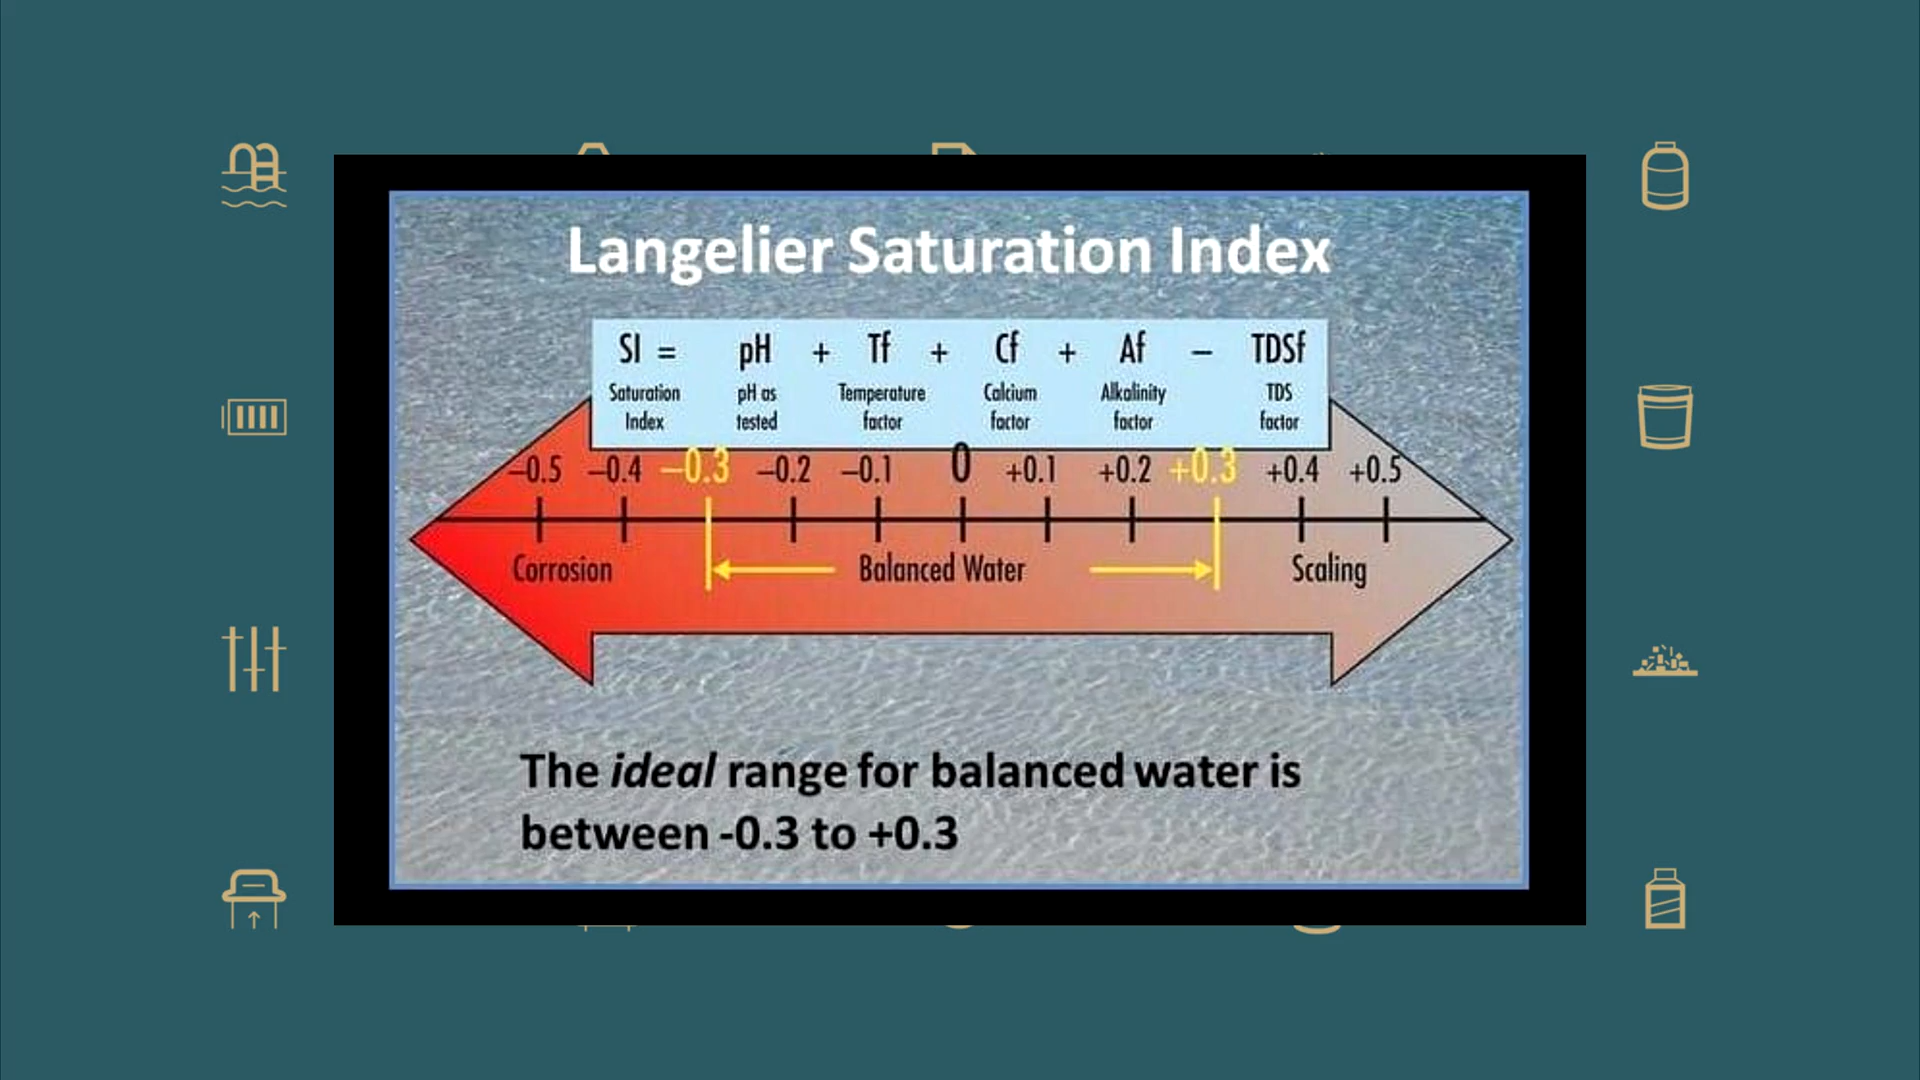 Langelier Saturation Index
SI = pH + Tf + Cf + Af – TDSf
Saturation Index
pH as tested
Temperature factor
Calcium factor
Alkalinity factor
TDS factor
–0.5 –0.4 –0.3 –0.2 –0.1 0 +0.1 +0.2 +0.3 +0.4 +0.5
Corrosion Balanced Water Scaling
The ideal range for balanced water is
between -0.3 to +0.3